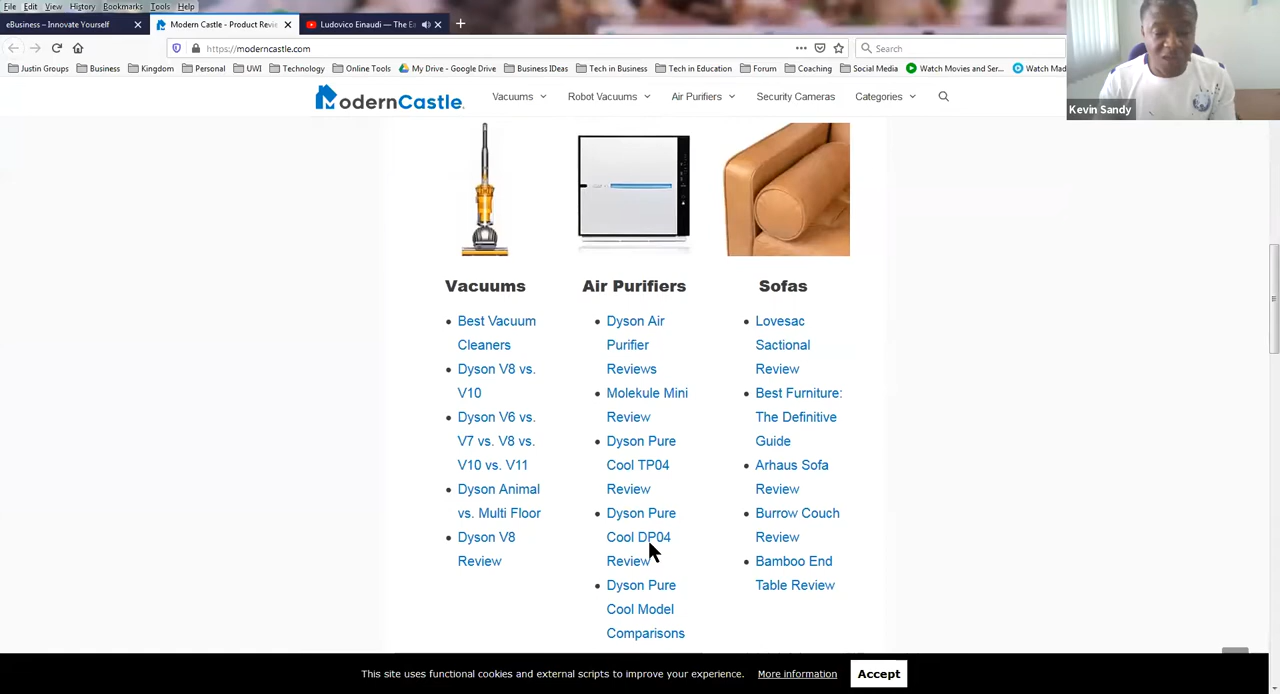 File Edit View History Bookmarks Tools Help
eBusiness – Innovate Yourself
Modern Castle - Product Revie
Ludovico Einaudi — The Ea
https://moderncastle.com
Search
Justin Groups Business Kingdom Personal UWI Technology Online Tools My Drive - Google Drive Business IDeas Tech in Business Tech in Education Forum Coaching Social Media Watch Movies and Ser... Watch Mad
ModernCastle.
Vacuums Robot Vacuums Air Purifiers Security Cameras Categories
Kevin Sandy
Vacuums
Best Vacuum
Cleaners
Dyson V8 vs.
V10
Dyson V6 vs.
V7 vs. V8 vs.
V10 vs. V11
Dyson Animal
vs. Multi Floor
Dyson V8
Review
Air Purifiers
Dyson Air
Purifier
Reviews
Molekule Mini
Review
Dyson Pure
Cool TP04
Review
Dyson Pure
Cool DP04
Review
Dyson Pure
Cool Model
Comparisons
Sofas
Lovesac
Sactional
Review
Best Furniture:
The Definitive
Guide
Arhaus Sofa
Review
Burrow Couch
Review
Bamboo End
Table Review
This site uses functional cookies and external scripts to improve your experience. More information Accept